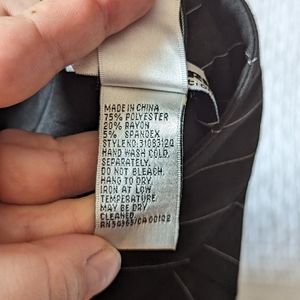 MADE IN CHINA
75% POLYESTER
20% RAYON
5% SPANDEX
STYLE NO: 31083120
HAND WASH COLD,
SEPARATELY.
DO NOT BLEACH.
HANG TO DRY.
IRON AT LOW
TEMPERATURE.
MAY BE DRY
CLEANED.